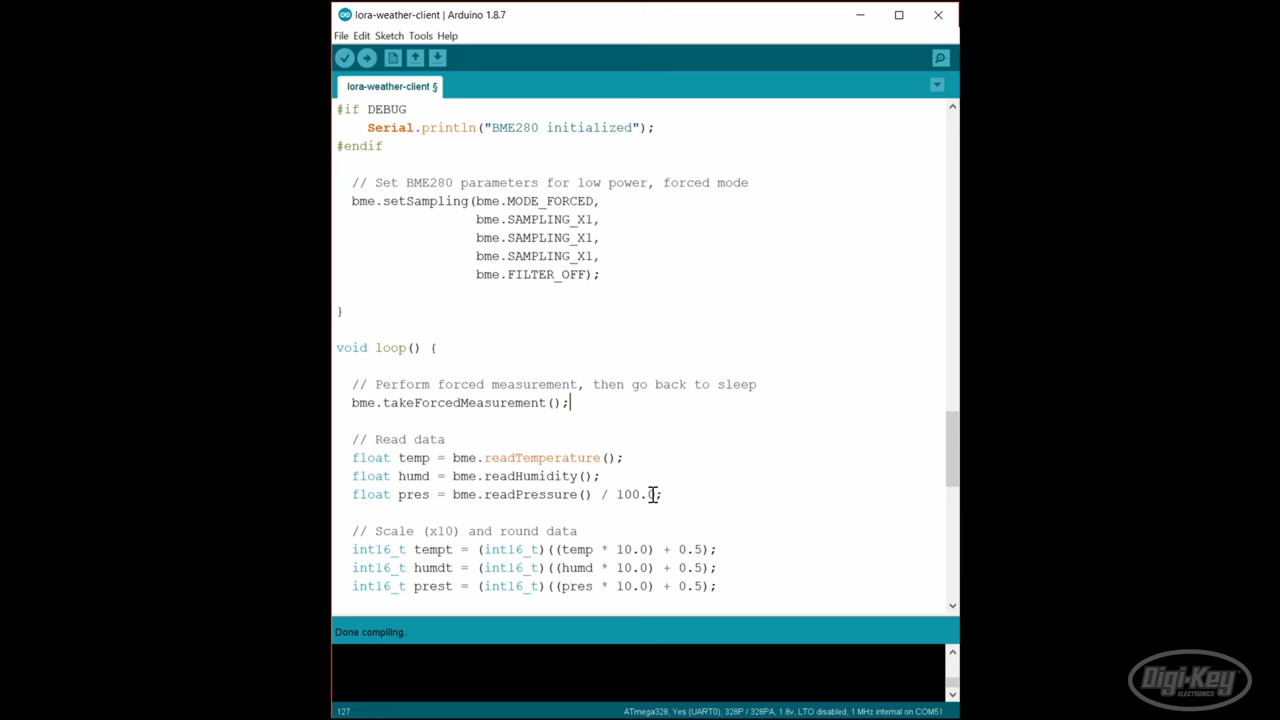 lora-weather-client | Arduino 1.8.7
File Edit Sketch Tools Help
lora-weather-client §
#if DEBUG
    Serial.println("BME280 initialized");
#endif
  // Set BME280 parameters for low power, forced mode
  bme.setSampling(bme.MODE_FORCED,
                  bme.SAMPLING_X1,
                  bme.SAMPLING_X1,
                  bme.SAMPLING_X1,
                  bme.FILTER_OFF);
}
void loop() {
  // Perform forced measurement, then go back to sleep
  bme.takeForcedMeasurement();
  // Read data
  float temp = bme.readTemperature();
  float humd = bme.readHumidity();
  float pres = bme.readPressure() / 100.0;
  // Scale (x10) and round data
  int16_t tempt = (int16_t)((temp * 10.0) + 0.5);
  int16_t humdt = (int16_t)((humd * 10.0) + 0.5);
  int16_t prest = (int16_t)((pres * 10.0) + 0.5);
Done compiling.
127 ATmega328, Yes (UART0), 328P / 328PA, 1.8v, LTO disabled, 1 MHz internal on COM51
Digi-Key
ELECTRONICS